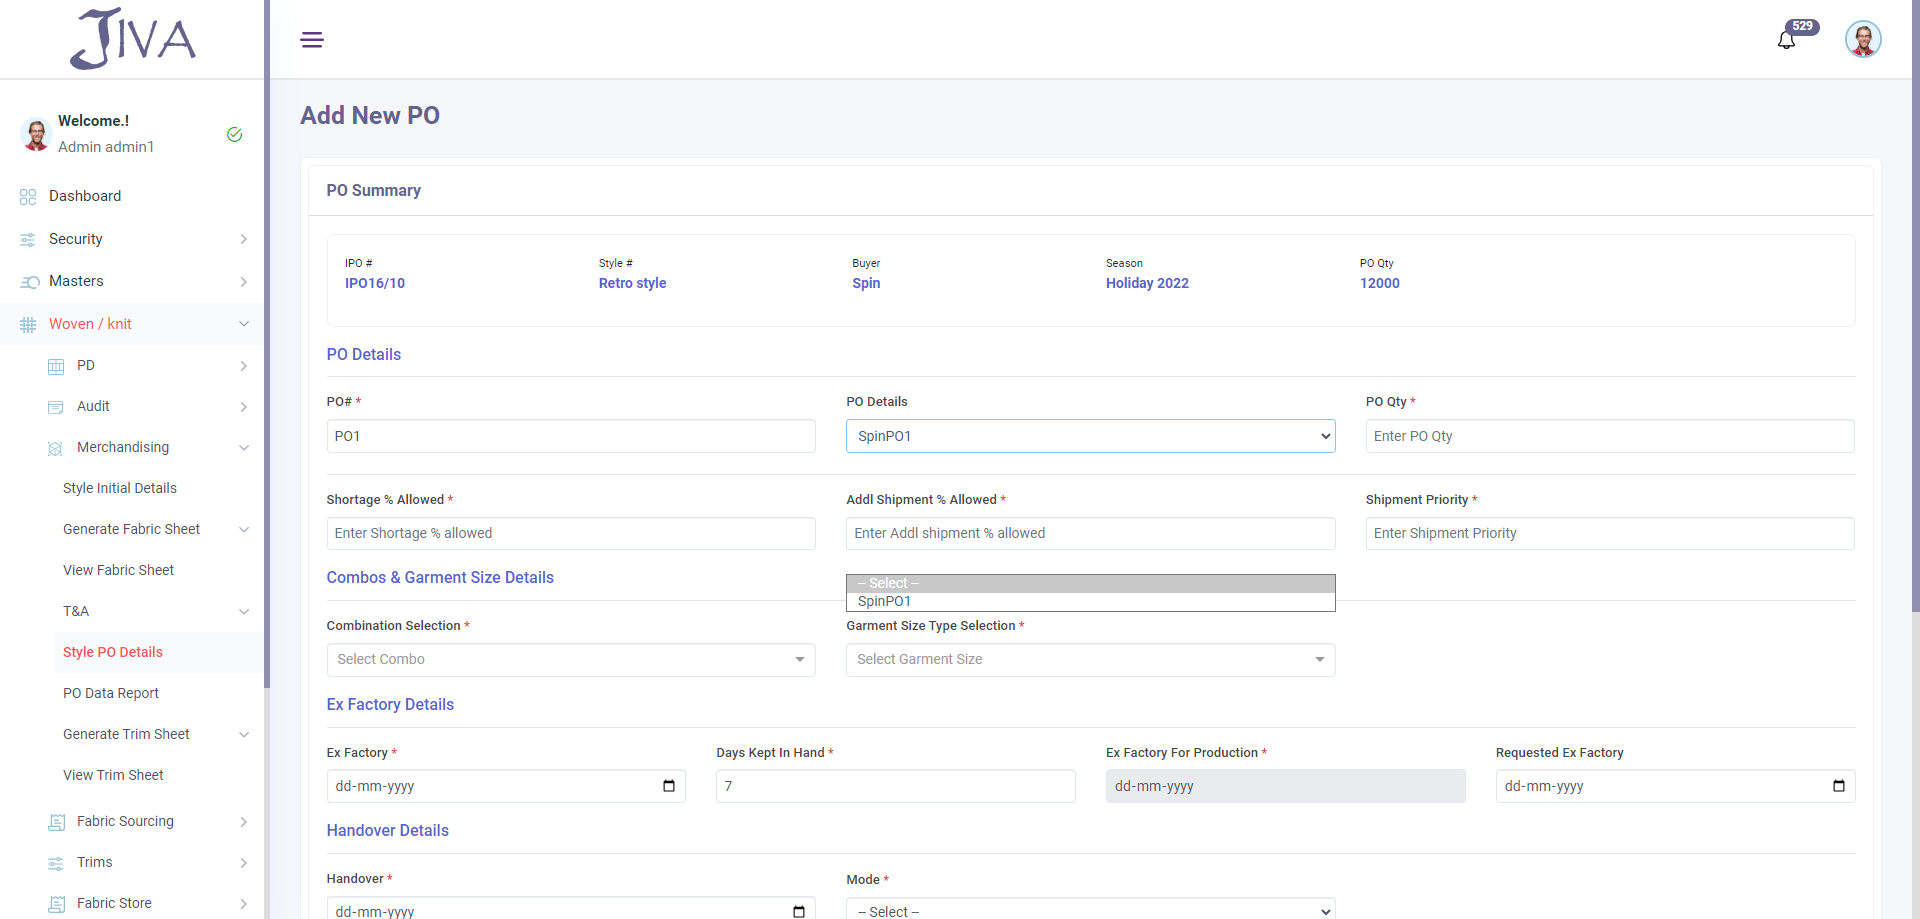 JIVA
529
Welcome.!
Admin admin1
Dashboard
Security
Masters
Woven / knit
PD
Audit
Merchandising
Style Initial Details
Generate Fabric Sheet
View Fabric Sheet
T&A
Style PO Details
PO Data Report
Generate Trim Sheet
View Trim Sheet
Fabric Sourcing
Trims
Fabric Store
Add New PO
PO Summary
IPO # Style # Buyer Season PO Qty
IPO16/10 Retro style Spin Holiday 2022 12000
PO Details
PO# * PO Details PO Qty *
PO1 SpinPO1 Enter PO Qty
Shortage % Allowed * Addl Shipment % Allowed * Shipment Priority *
Enter Shortage % allowed Enter Addl shipment % allowed Enter Shipment Priority
Combos & Garment Size Details
-- Select --
SpinPO1
Combination Selection * Garment Size Type Selection *
Select Combo Select Garment Size
Ex Factory Details
Ex Factory * Days Kept In Hand * Ex Factory For Production * Requested Ex Factory
dd-mm-yyyy 7 dd-mm-yyyy dd-mm-yyyy
Handover Details
Handover * Mode *
dd-mm-yyyy -- Select --